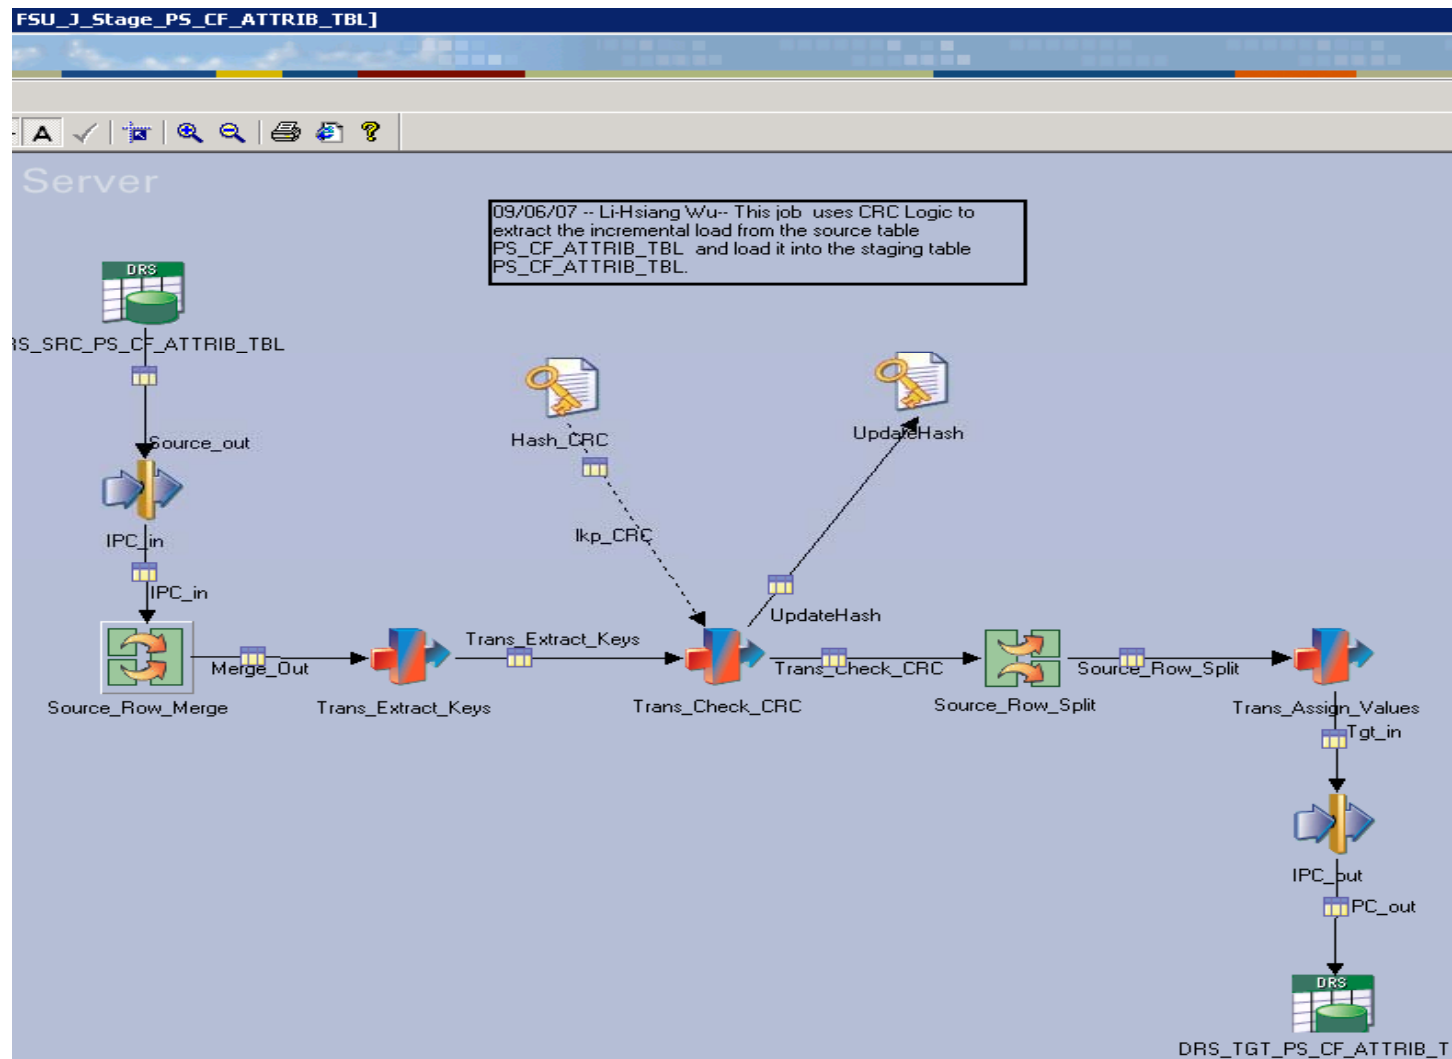 FSU_J_Stage_PS_CF_ATTRIB_TBL]
A
Server
09/06/07 -- Li-Hsiang Wu-- This job uses CRC Logic to
extract the incremental load from the source table
PS_CF_ATTRIB_TBL and load it into the staging table
PS_CF_ATTRIB_TBL.
DRS
RS_SRC_PS_CF_ATTRIB_TBL
Source_out
Hash_CRC
UpdateHash
IPC_in
lkp_CRC
IPC_in
UpdateHash
Merge_Out
Trans_Extract_Keys
Trans_Check_CRC
Source_Row_Split
Source_Row_Merge
Trans_Extract_Keys
Trans_Check_CRC
Source_Row_Split
Trans_Assign_Values
Tgt_in
IPC_out
PC_out
DRS
DRS_TGT_PS_CF_ATTRIB_T